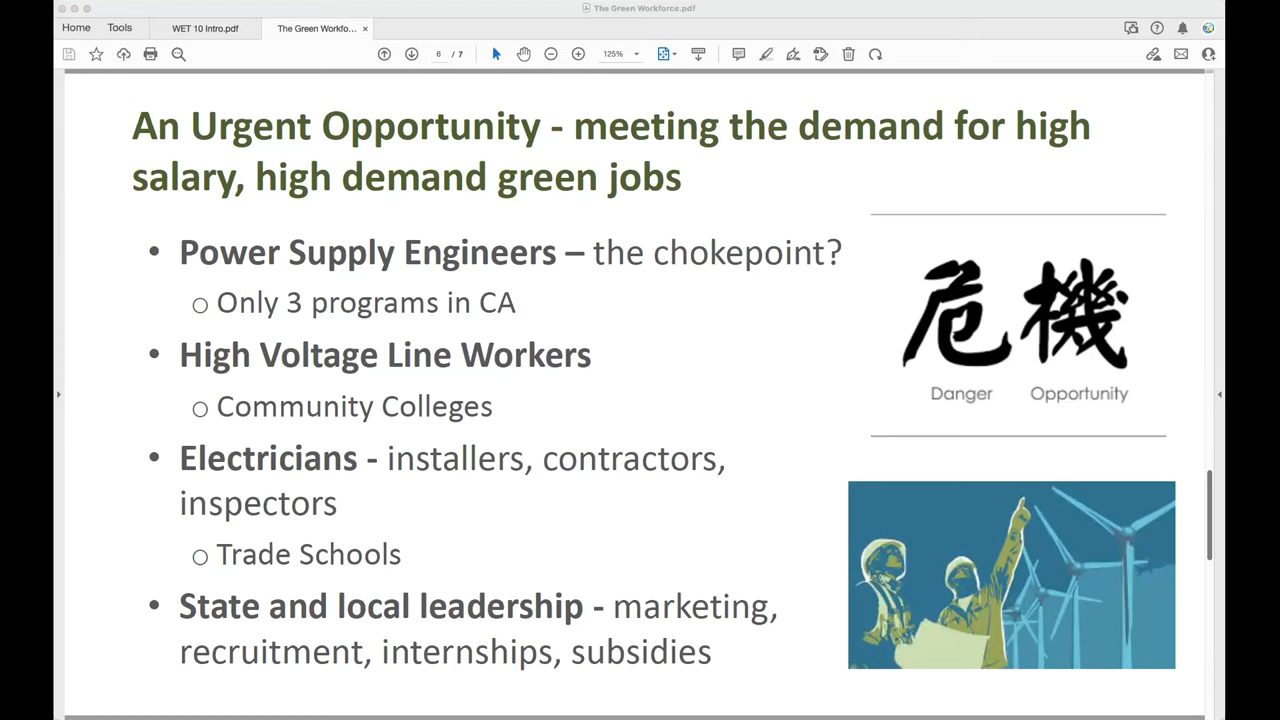 The Green Workforce.pdf
Home
Tools
WET 10 Intro.pdf
The Green Workfo...
×
6 / 7
125%
An Urgent Opportunity - meeting the demand for high
salary, high demand green jobs
• Power Supply Engineers – the chokepoint?
o Only 3 programs in CA
• High Voltage Line Workers
o Community Colleges
• Electricians - installers, contractors,
inspectors
o Trade Schools
• State and local leadership - marketing,
recruitment, internships, subsidies
危機
Danger Opportunity